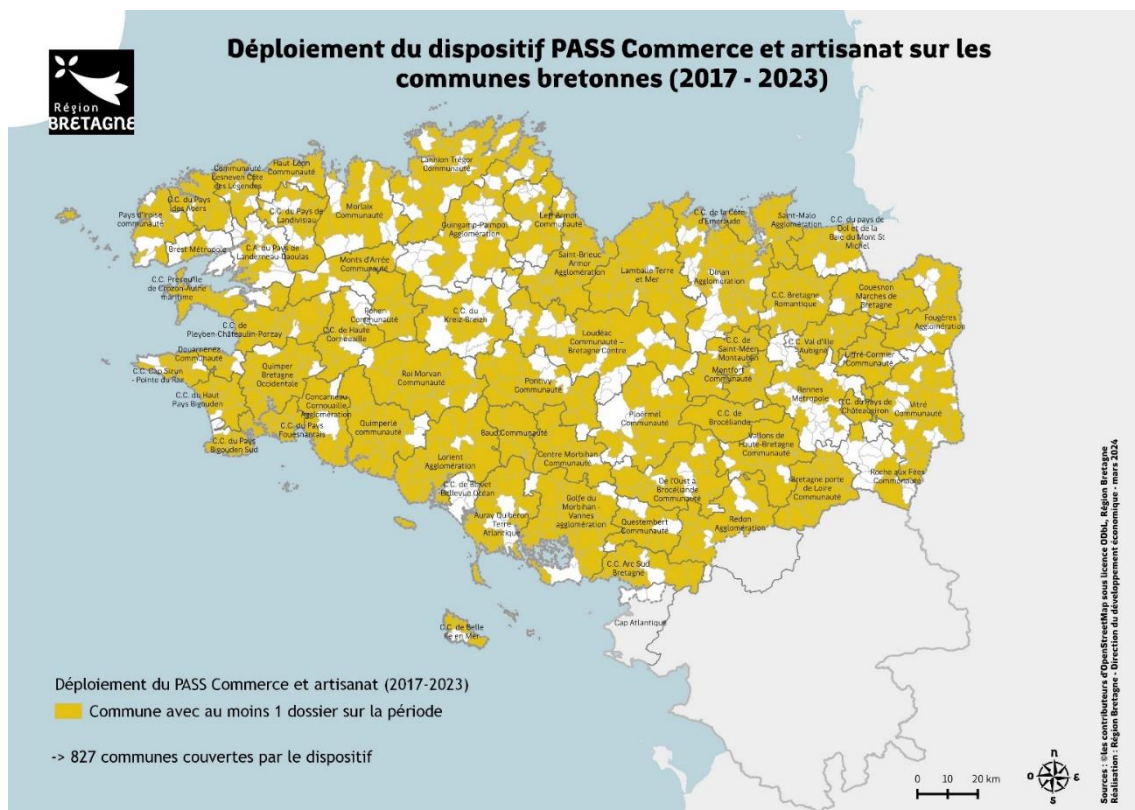 Déploiement du dispositif PASS Commerce et artisanat sur les
communes bretonnes (2017 - 2023)
Région
BRETAGNE
Lannion Trégor
Communauté
Haut-Léon
Communauté
Communauté
Lesneven Côte
des Légendes
C.C. du Pays
des Abers
Pays d'Iroise
communauté
C.C. du Pays de
Landivisiau
Morlaix
Communauté
Guingamp-Paimpol
Agglomération
Leff Armor
Communauté
C.C. de la Côte
d'Emeraude
Saint-Malo
Agglomération
C.C. du pays de
Dol et de la
Baie du Mont St
Michel
Brest Métropole
C.A. du Pays de
Landerneau-Daoulas
Monts d'Arrée
Communauté
Saint-Brieuc
Armor
Agglomération
Lamballe Terre
et Mer
Dinan
Agglomération
C.C. Presqu'île
de Crozon-Aulne
maritime
C.C. Bretagne
Romantique
Couesnon
Marches de
Bretagne
Fougères
Agglomération
Poher
Communauté
C.C. du
Kreiz-Breizh
C.C. de
Pleyben-Châteaulin-Porzay
C.C. de Haute
Cornouaille
Loudéac
Communauté -
Bretagne Centre
C.C. de
Saint-Méen
Montauban
C.C. Val d'Ille
-Aubigné
Liffré-Cormier
Communauté
Douarnenez
Communauté
C.C. Cap Sizun
- Pointe du Raz
Quimper
Bretagne
Occidentale
Roi Morvan
Communauté
Pontivy
Communauté
Montfort
Communauté
Rennes
Métropole
C.C. du Pays de
Châteaugiron
Vitré
Communauté
C.C. du Haut
Pays Bigouden
Concarneau
Cornouaille
Agglomération
Quimperlé
communauté
Ploërmel
Communauté
C.C. de
Brocéliande
C.C. du Pays
Bigouden Sud
C.C. du Pays
Fouesnantais
Baud Communauté
Vallons de
Haute-Bretagne
Communauté
Lorient
Agglomération
Centre Morbihan
Communauté
C.C. de Blavet
Bellevue Océan
De l'Oust à
Brocéliande
Communauté
Bretagne porte
de Loire
Communauté
Roche aux Fées
Communauté
Auray Quiberon
Terre
Atlantique
Golfe du
Morbihan -
Vannes
agglomération
Questembert
Communauté
Redon
Agglomération
C.C. Arc Sud
Bretagne
C.C. de Belle
Ile en Mer
Cap Atlantique
Déploiement du PASS Commerce et artisanat (2017-2023)
Commune avec au moins 1 dossier sur la période
-> 827 communes couvertes par le dispositif
0 10 20 km
n
o ε
s
Sources : ©les contributeurs d'OpenStreetMap sous licence ODbL, Région Bretagne
Réalisation : Région Bretagne - Direction du développement économique - mars 2024